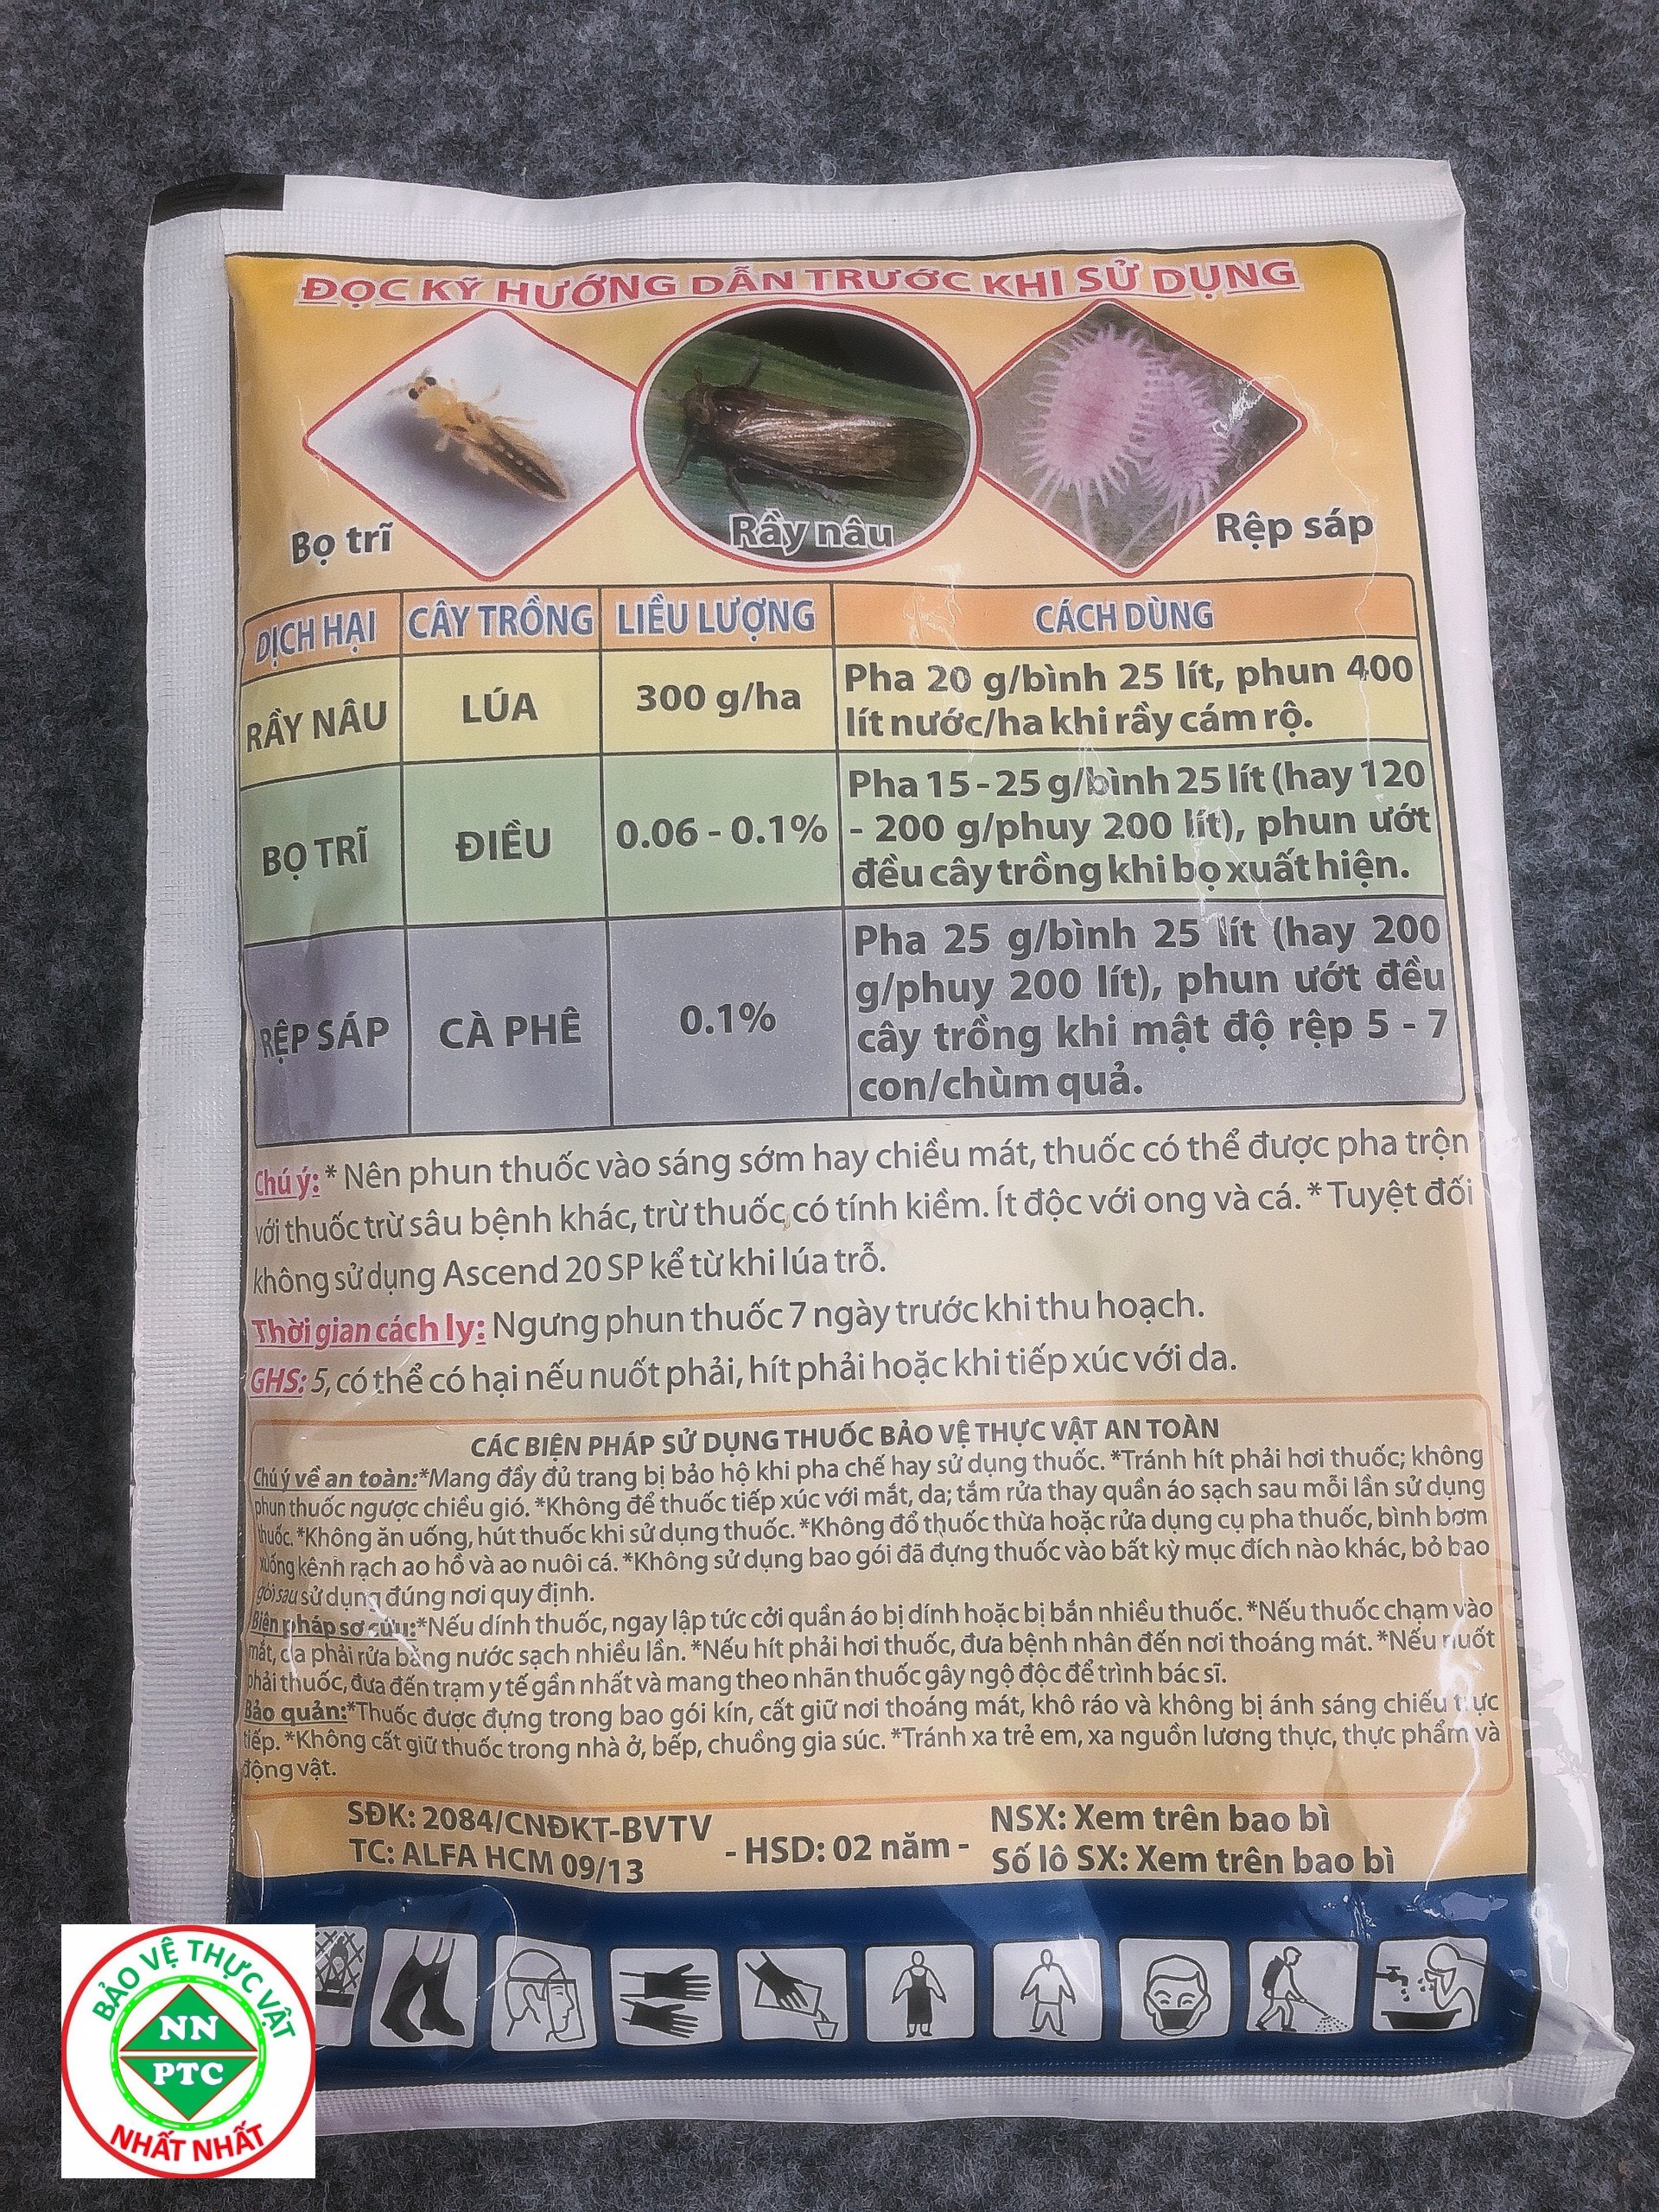 ĐỌC KỸ HƯỚNG DẪN TRƯỚC KHI SỬ DỤNG
Bọ trĩ
Rầy nâu
Rệp sáp
DỊCH HẠI CÂY TRỒNG LIỀU LƯỢNG CÁCH DÙNG
RẦY NÂU LÚA 300 g/ha
Pha 20 g/bình 25 lít, phun 400
lít nước/ha khi rầy cám rộ.
BỌ TRĨ ĐIỀU 0.06 - 0.1%
Pha 15 - 25 g/bình 25 lít (hay 120
- 200 g/phuy 200 lít), phun ướt
đều cây trồng khi bọ xuất hiện.
RỆP SÁP CÀ PHÊ 0.1%
Pha 25 g/bình 25 lít (hay 200
g/phuy 200 lít), phun ướt đều
cây trồng khi mật độ rệp 5 - 7
con/chùm quả.
Chú ý: * Nên phun thuốc vào sáng sớm hay chiều mát, thuốc có thể được pha trộn
với thuốc trừ sâu bệnh khác, trừ thuốc có tính kiềm. Ít độc với ong và cá. * Tuyệt đối
không sử dụng Ascend 20 SP kể từ khi lúa trỗ.
Thời gian cách ly: Ngưng phun thuốc 7 ngày trước khi thu hoạch.
GHS: 5, có thể có hại nếu nuốt phải, hít phải hoặc khi tiếp xúc với da.
CÁC BIỆN PHÁP SỬ DỤNG THUỐC BẢO VỆ THỰC VẬT AN TOÀN
Chú ý về an toàn:*Mang đầy đủ trang bị bảo hộ khi pha chế hay sử dụng thuốc. *Tránh hít phải hơi thuốc; không
phun thuốc ngược chiều gió. *Không để thuốc tiếp xúc với mắt, da; tắm rửa thay quần áo sạch sau mỗi lần sử dụng
thuốc. *Không ăn uống, hút thuốc khi sử dụng thuốc. *Không đổ thuốc thừa hoặc rửa dụng cụ pha thuốc, bình bơm
xuống kênh rạch ao hồ và ao nuôi cá. *Không sử dụng bao gói đã đựng thuốc vào bất kỳ mục đích nào khác, bỏ bao
gói sau sử dụng đúng nơi quy định.
Biện pháp sơ cứu:*Nếu dính thuốc, ngay lập tức cởi quần áo bị dính hoặc bị bắn nhiều thuốc. *Nếu thuốc chạm vào
mắt, da phải rửa bằng nước sạch nhiều lần. *Nếu hít phải hơi thuốc, đưa bệnh nhân đến nơi thoáng mát. *Nếu nuốt
phải thuốc, đưa đến trạm y tế gần nhất và mang theo nhãn thuốc gây ngộ độc để trình bác sĩ.
Bảo quản:*Thuốc được đựng trong bao gói kín, cất giữ nơi thoáng mát, khô ráo và không bị ánh sáng chiếu trực
tiếp. *Không cất giữ thuốc trong nhà ở, bếp, chuồng gia súc. *Tránh xa trẻ em, xa nguồn lương thực, thực phẩm và
động vật.
SĐK: 2084/CNĐKT-BVTV
TC: ALFA HCM 09/13
- HSD: 02 năm -
NSX: Xem trên bao bì
Số lô SX: Xem trên bao bì
BẢO VỆ THỰC VẬT
NN
PTC
NHẤT NHẤT